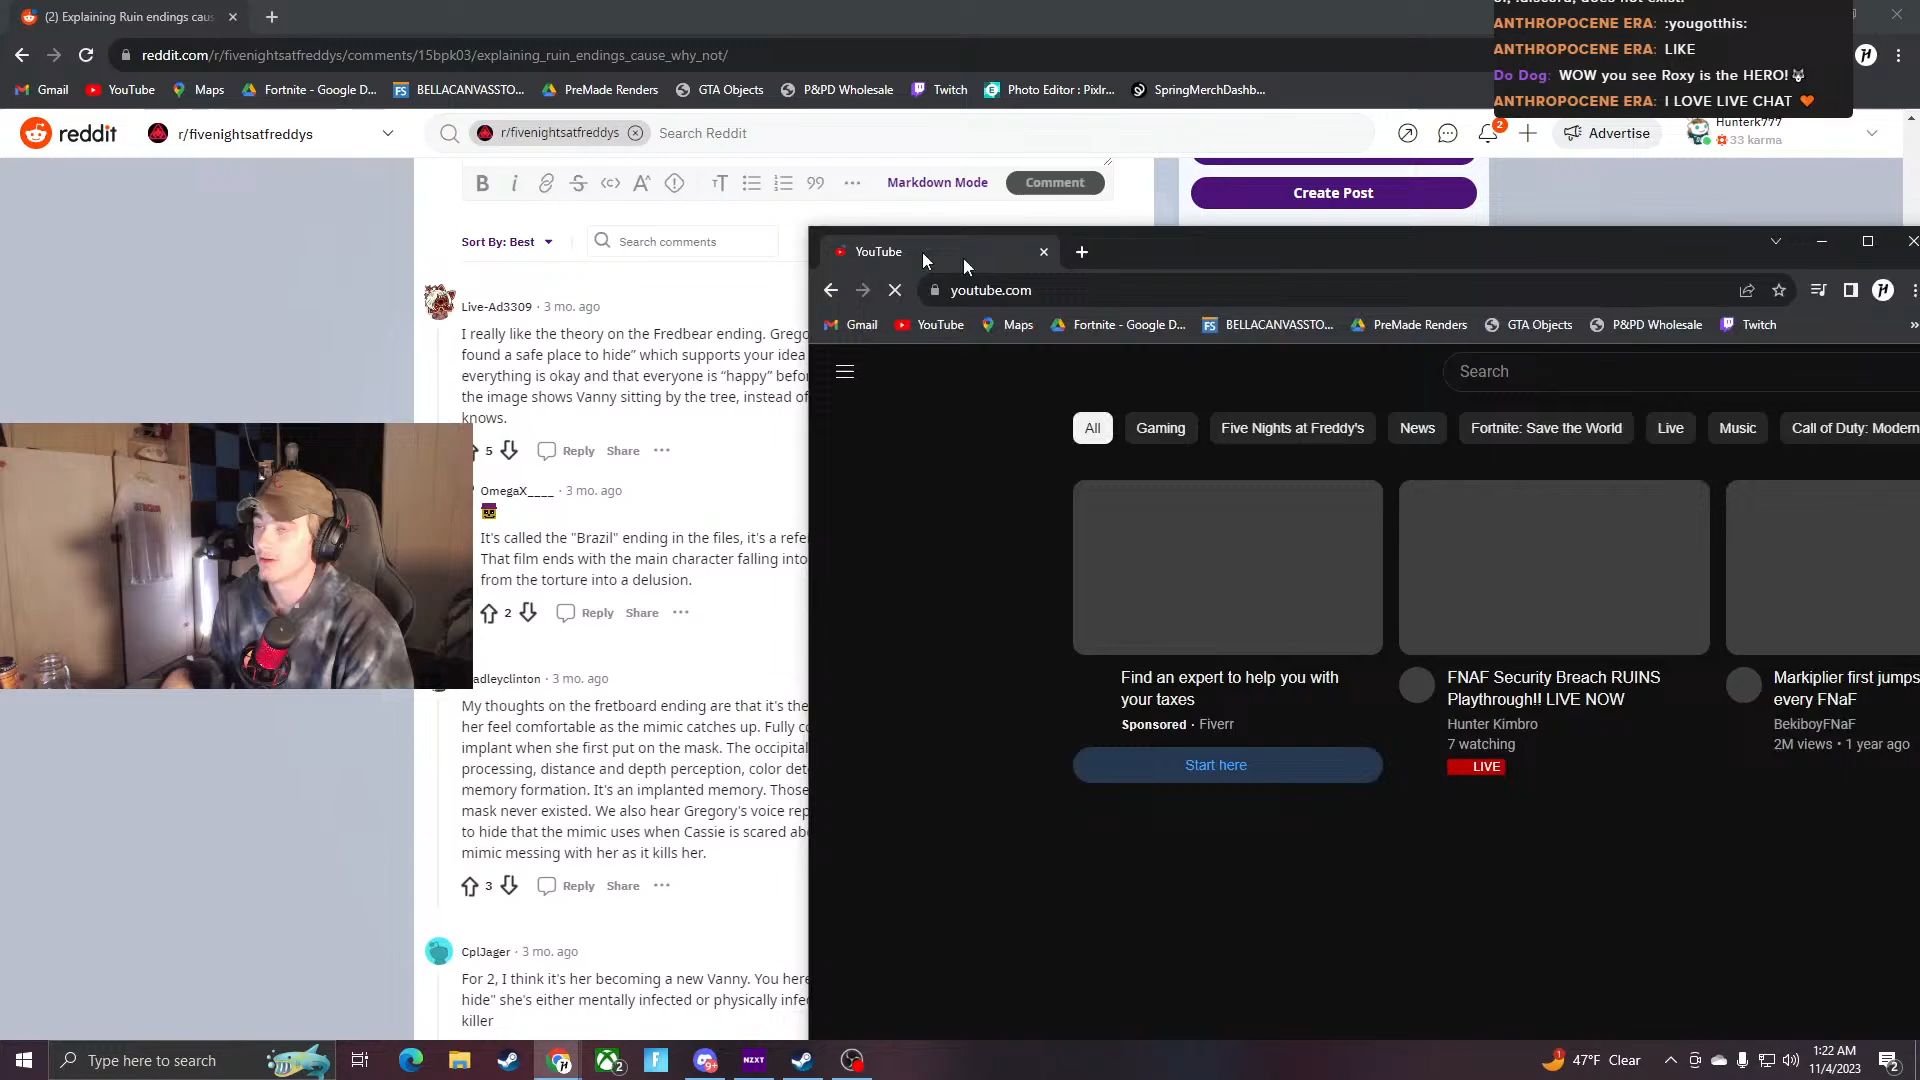 (2) Explaining Ruin endings caus
reddit.com/r/fivenightsatfreddys/comments/15bpk03/explaining_ruin_endings_cause_why_not/
Gmail YouTube Maps Fortnite - Google D... BELLACANVASSTO... PreMade Renders GTA Objects P&PD Wholesale Twitch Photo Editor : Pixlr... SpringMerchDashb...
ANTHROPOCENE ERA: :yougotthis:
ANTHROPOCENE ERA: LIKE
Do Dog: WOW you see Roxy is the HERO!
ANTHROPOCENE ERA: I LOVE LIVE CHAT 🧡
reddit r/fivenightsatfreddys r/fivenightsatfreddys Search Reddit 2 Advertise Hunterk777
33 karma
Markdown Mode Comment
Create Post
Sort By: Best Search comments
Live-Ad3309 · 3 mo. ago
I really like the theory on the Fredbear ending. Grego
found a safe place to hide” which supports your idea
everything is okay and that everyone is “happy” befo
the image shows Vanny sitting by the tree, instead of
knows.
5 Reply Share
OmegaX____ · 3 mo. ago
It's called the "Brazil" ending in the files, it's a refe
That film ends with the main character falling into
from the torture into a delusion.
2 Reply Share
adleyclinton · 3 mo. ago
My thoughts on the fretboard ending are that it's the
her feel comfortable as the mimic catches up. Fully co
implant when she first put on the mask. The occipital
processing, distance and depth perception, color det
memory formation. It's an implanted memory. Those
mask never existed. We also hear Gregory's voice rep
to hide that the mimic uses when Cassie is scared abo
mimic messing with her as it kills her.
3 Reply Share
CplJager · 3 mo. ago
For 2, I think it's her becoming a new Vanny. You here
hide" she's either mentally infected or physically infe
killer
YouTube
youtube.com
Gmail YouTube Maps Fortnite - Google D... BELLACANVASSTO... PreMade Renders GTA Objects P&PD Wholesale Twitch
Search
All Gaming Five Nights at Freddy's News Fortnite: Save the World Live Music Call of Duty: Modern
Find an expert to help you with
your taxes
Sponsored · Fiverr
Start here
FNAF Security Breach RUINS
Playthrough!! LIVE NOW
Hunter Kimbro
7 watching
LIVE
Markiplier first jumps
every FNaF
BekiboyFNaF
2M views • 1 year ago
Type here to search
2
9+
NZXT
47°F Clear
1:22 AM
11/4/2023
2